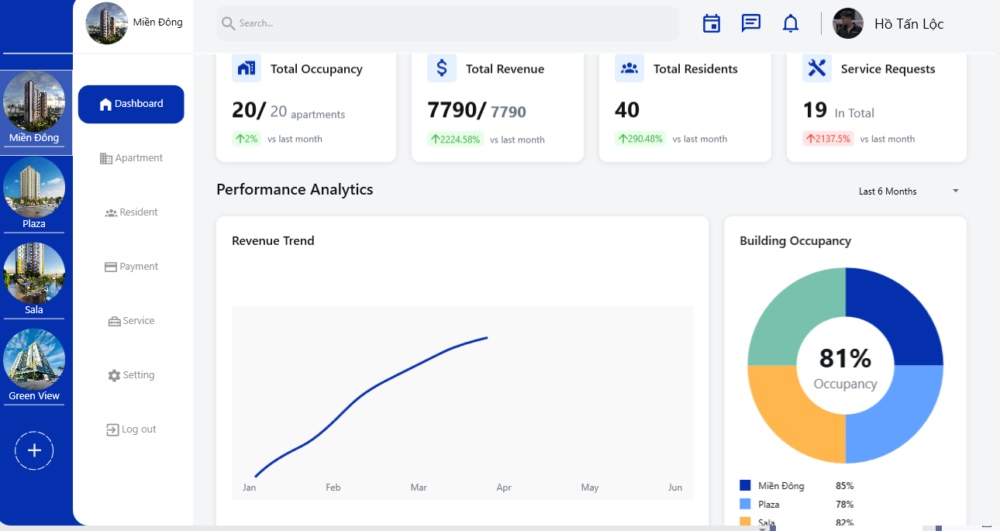 Miền Đông
Search...
Hồ Tấn Lộc
Miền Đông
Plaza
Sala
Green View
Dashboard
Apartment
Resident
Payment
Service
Setting
Log out
Total Occupancy
20/ 20 apartments
2% vs last month
Total Revenue
7790/ 7790
2224.58% vs last month
Total Residents
40
290.48% vs last month
Service Requests
19 In Total
2137.5% vs last month
Performance Analytics
Last 6 Months
Revenue Trend
Jan Feb Mar Apr May Jun
Building Occupancy
81%
Occupancy
Miền Đông 85%
Plaza 78%
Sala 82%